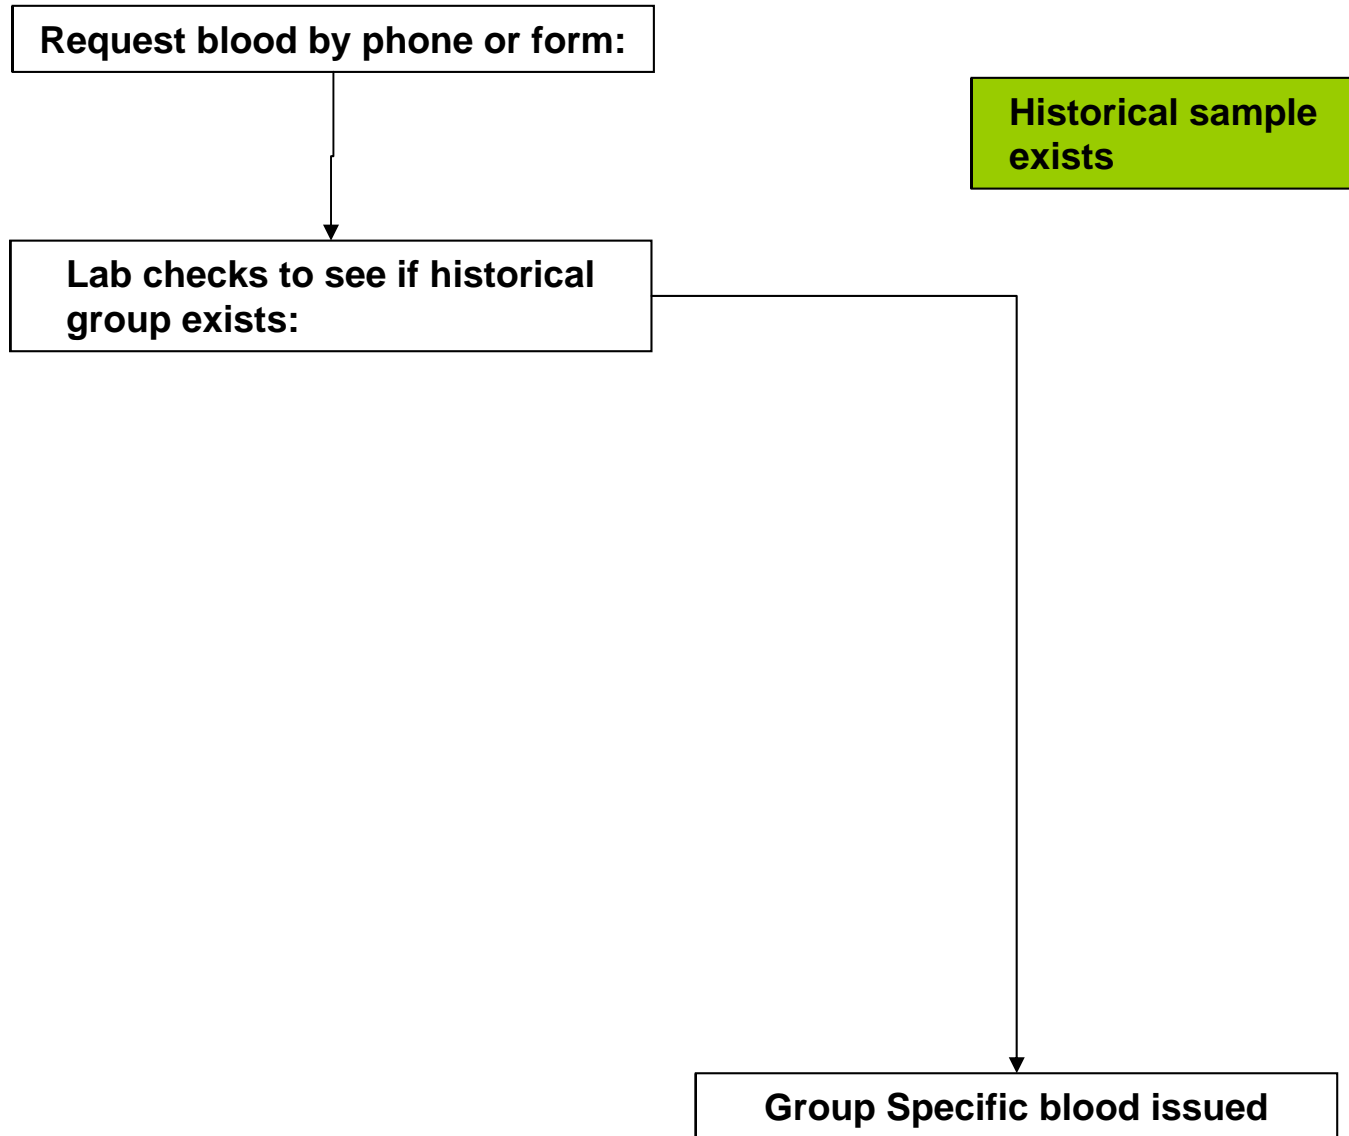 Request blood by phone or form:
Historical sample
exists
Lab checks to see if historical
group exists:
Group Specific blood issued